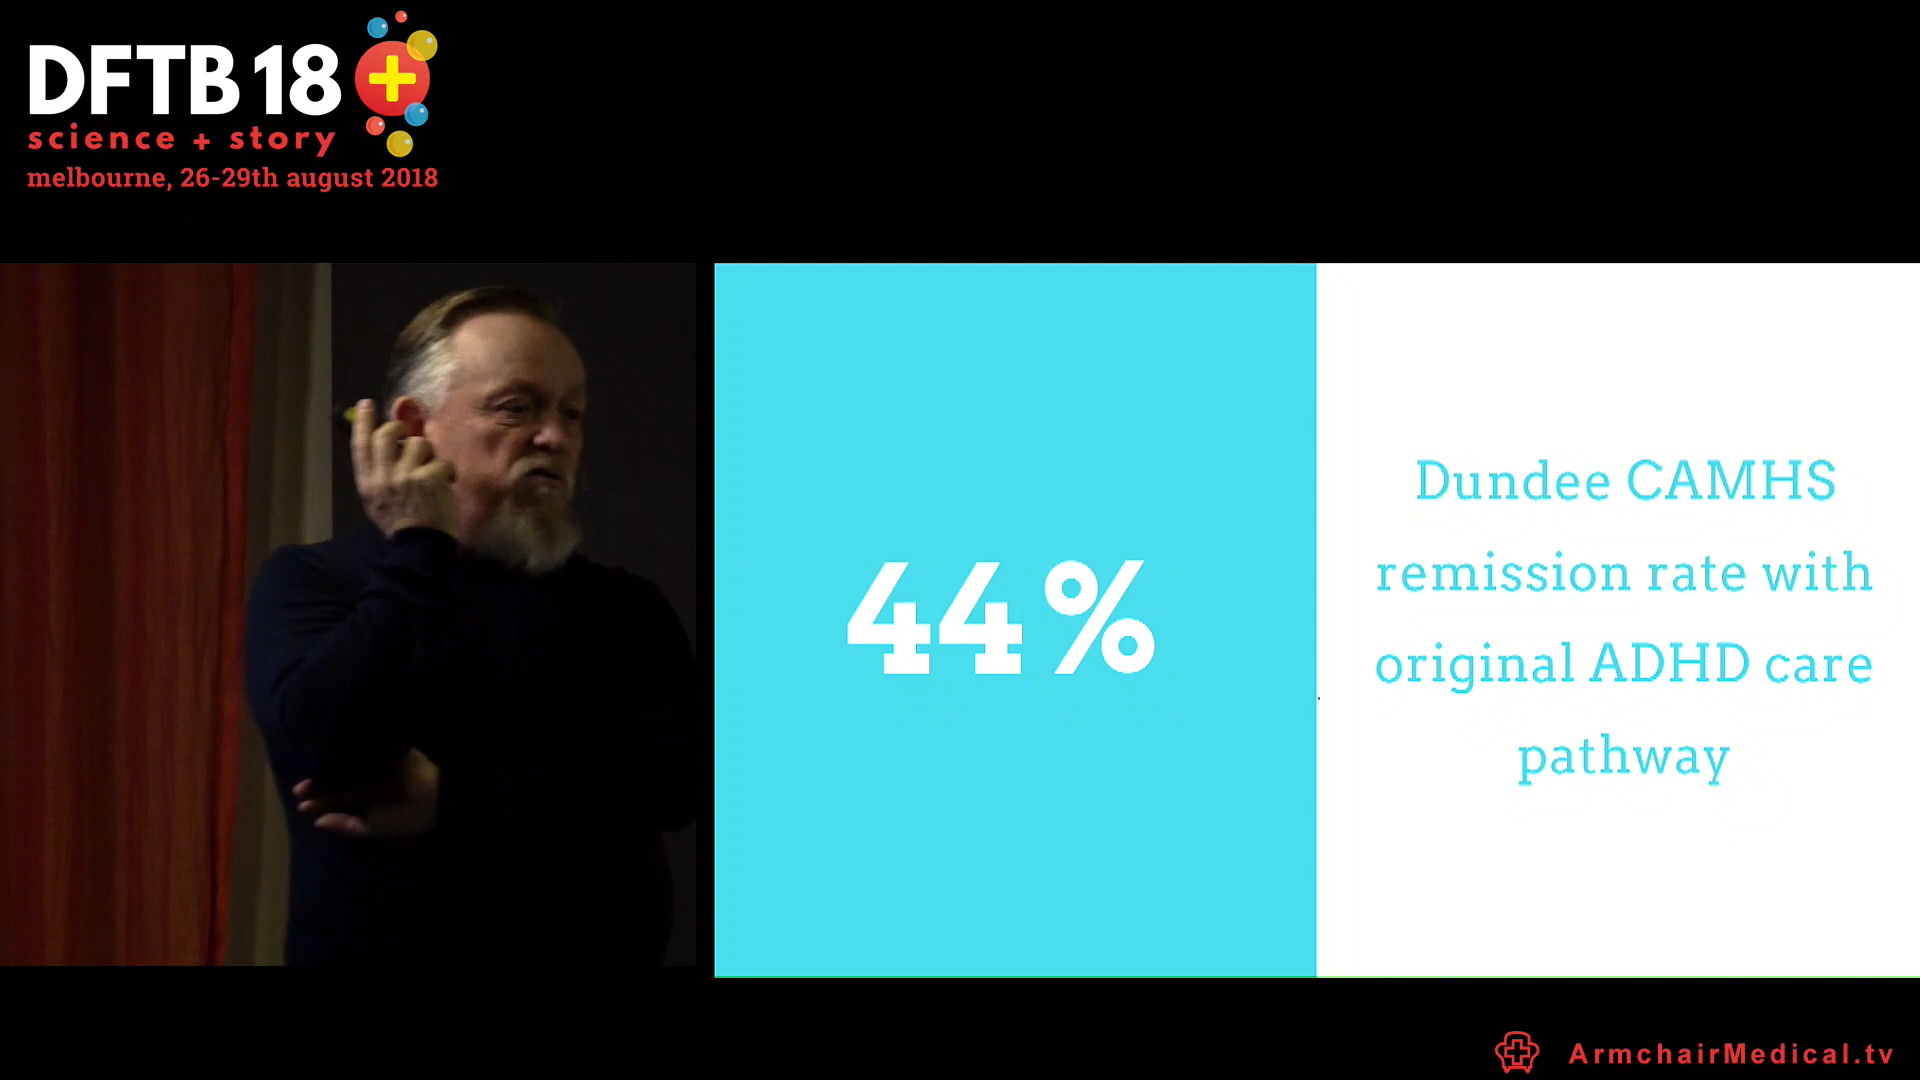 DFTB 18
science + story
melbourne, 26-29th august 2018
44%
Dundee CAMHS
remission rate with
original ADHD care
pathway
ArmchairMedical.tv